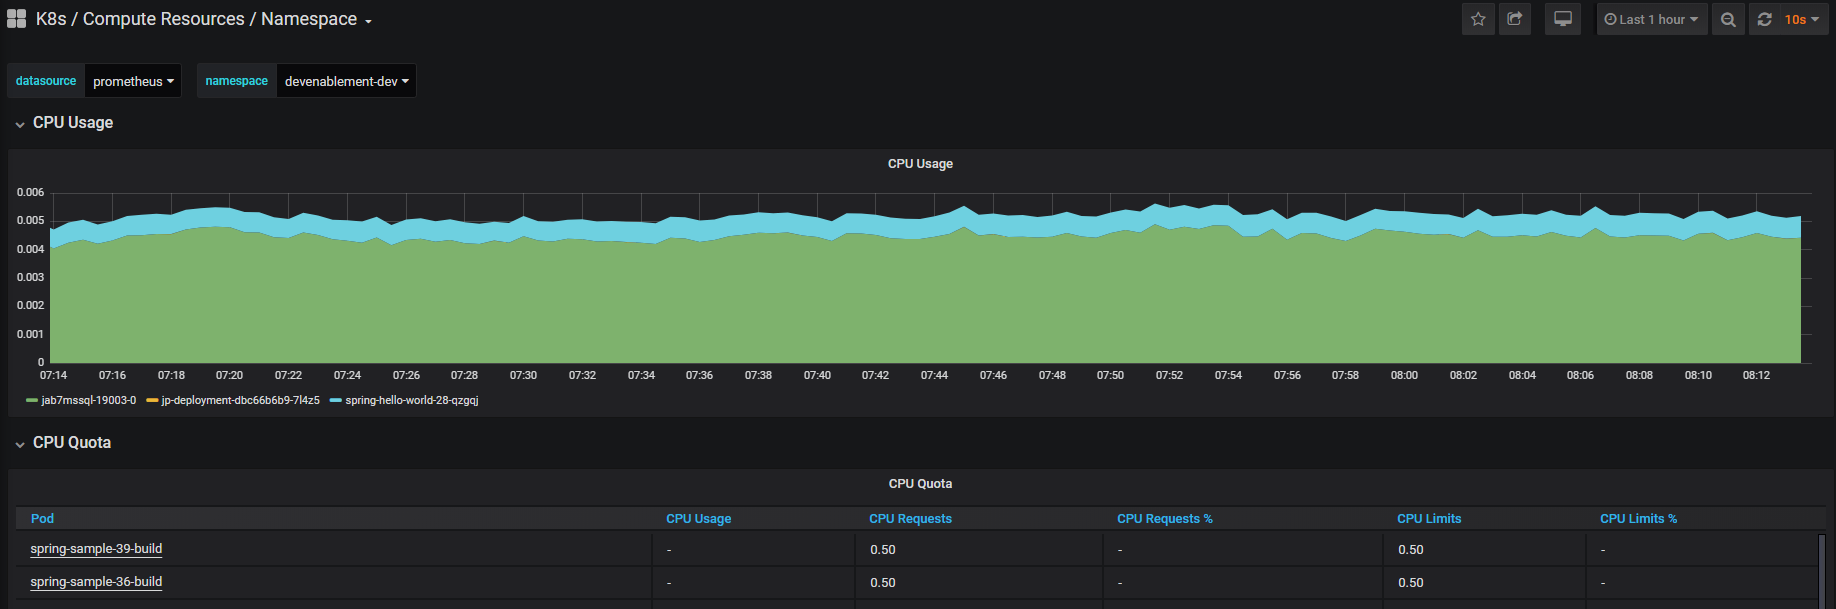 K8s / Compute Resources / Namespace
Last 1 hour
10s
datasource prometheus namespace devenablement-dev
CPU Usage
CPU Usage
0.006
0.005
0.004
0.003
0.002
0.001
0
07:14 07:16 07:18 07:20 07:22 07:24 07:26 07:28 07:30 07:32 07:34 07:36 07:38 07:40 07:42 07:44 07:46 07:48 07:50 07:52 07:54 07:56 07:58 08:00 08:02 08:04 08:06 08:08 08:10 08:12
jab7mssql-19003-0 jp-deployment-dbc66b6b9-7l4z5 spring-hello-world-28-qzgqj
CPU Quota
CPU Quota
Pod CPU Usage CPU Requests CPU Requests % CPU Limits CPU Limits %
spring-sample-39-build - 0.50 - 0.50 -
spring-sample-36-build - 0.50 - 0.50 -